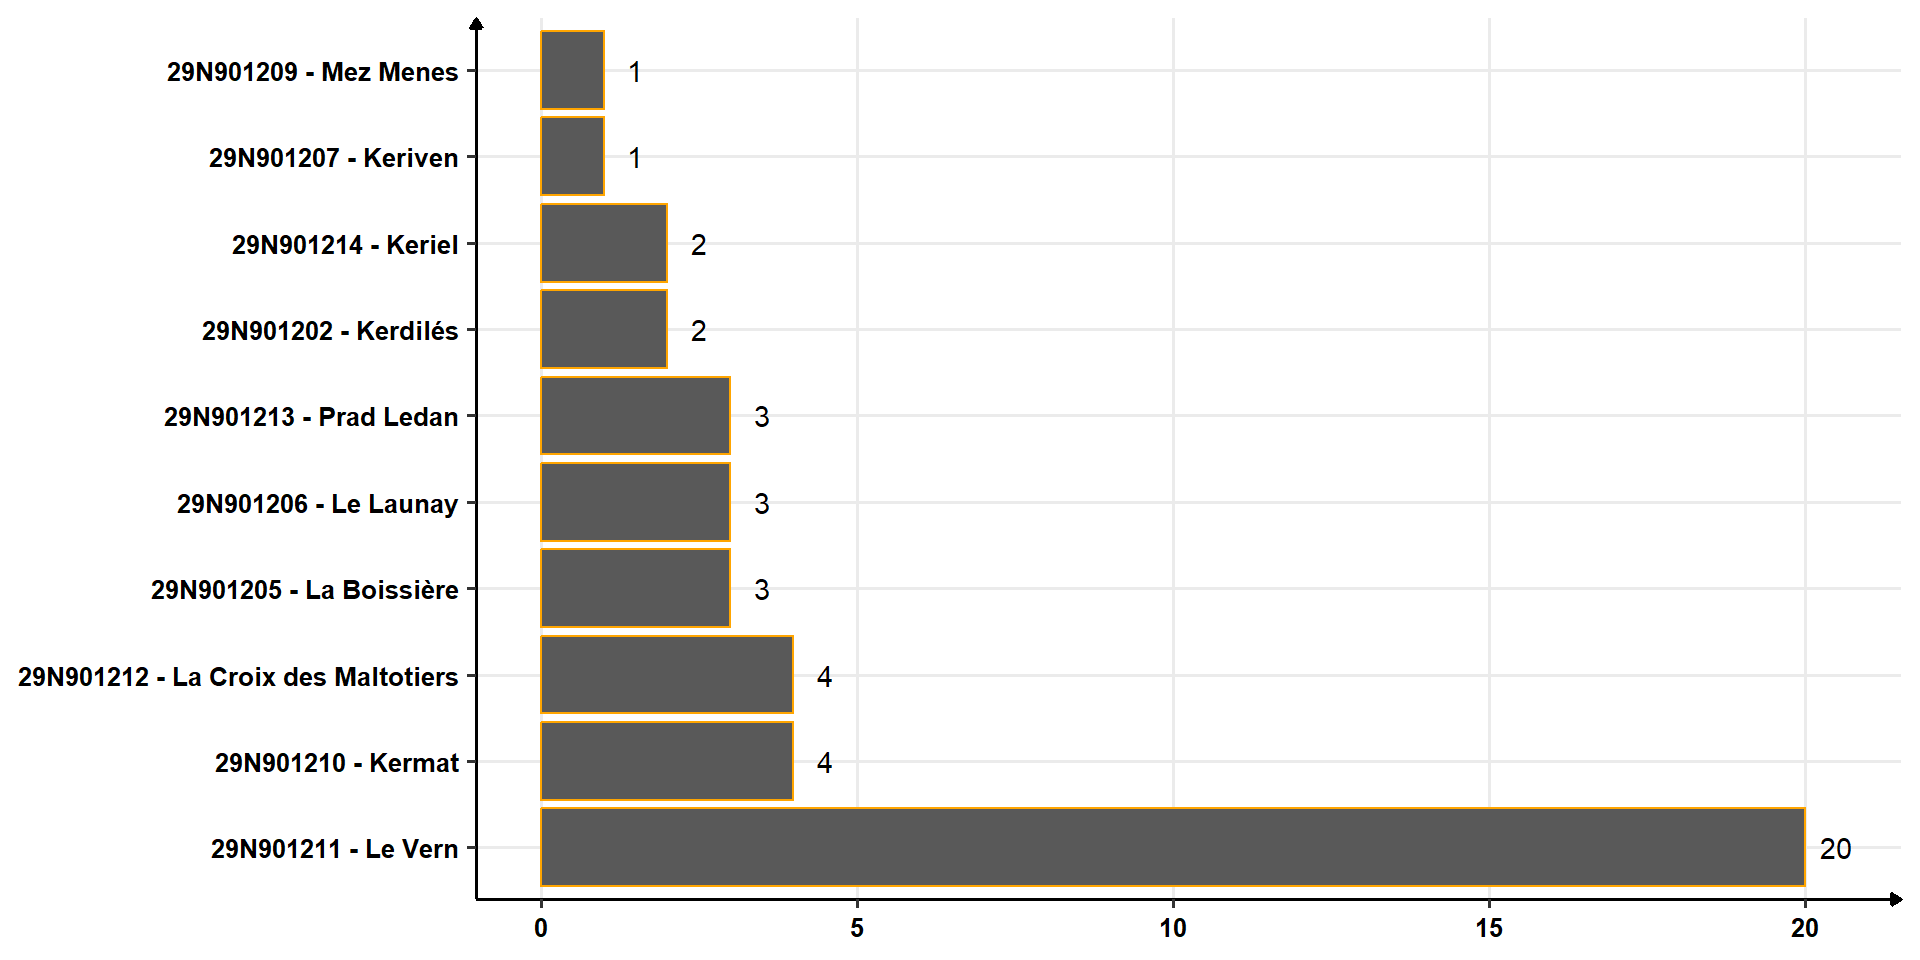 29N901209 - Mez Menes 1
29N901207 - Keriven 1
29N901214 - Keriel 2
29N901202 - Kerdilés 2
29N901213 - Prad Ledan 3
29N901206 - Le Launay 3
29N901205 - La Boissière 3
29N901212 - La Croix des Maltotiers 4
29N901210 - Kermat 4
29N901211 - Le Vern 20
0 5 10 15 20